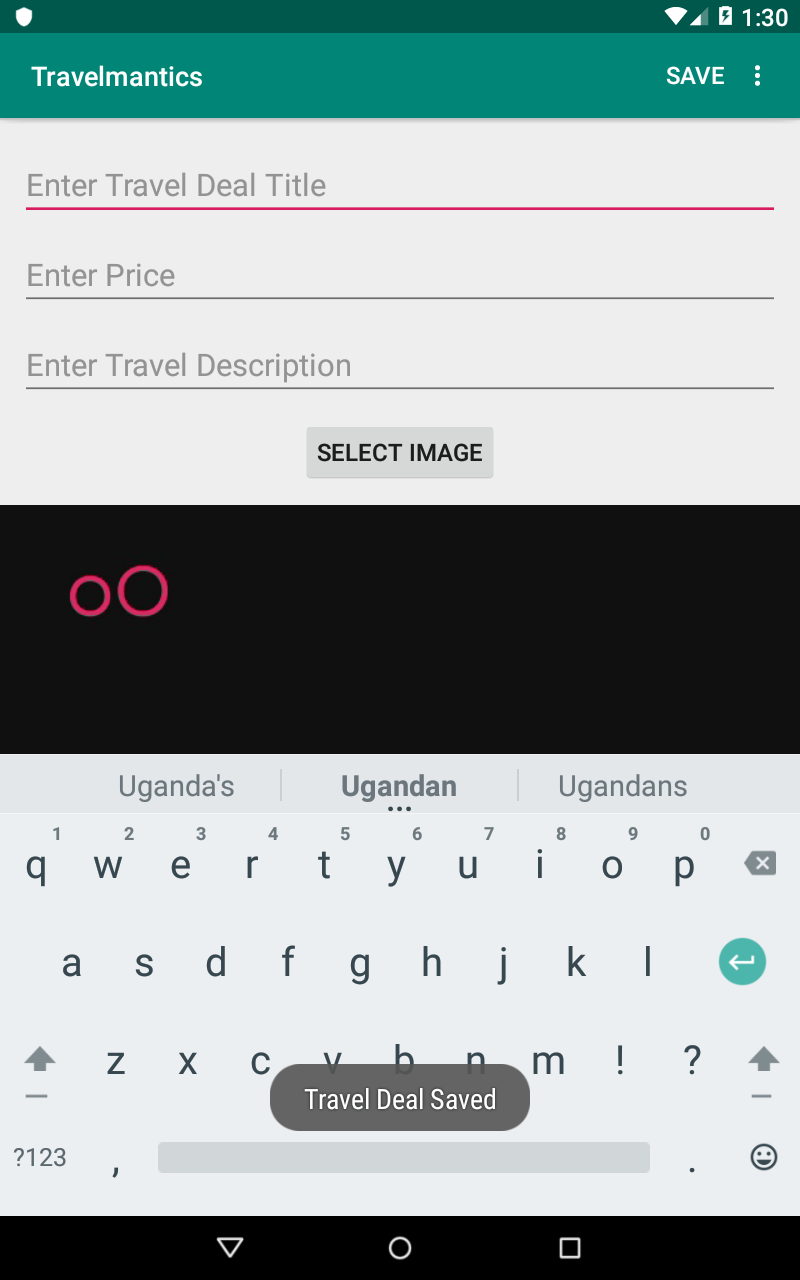 1:30
Travelmantics SAVE
Enter Travel Deal Title
Enter Price
Enter Travel Description
SELECT IMAGE
oO
Uganda's Ugandan Ugandans
1 2 3 4 5 6 7 8 9 0
q w e r t y u i o p
a s d f g h j k l
z x c v b n m ! ?
Travel Deal Saved
?123 , .